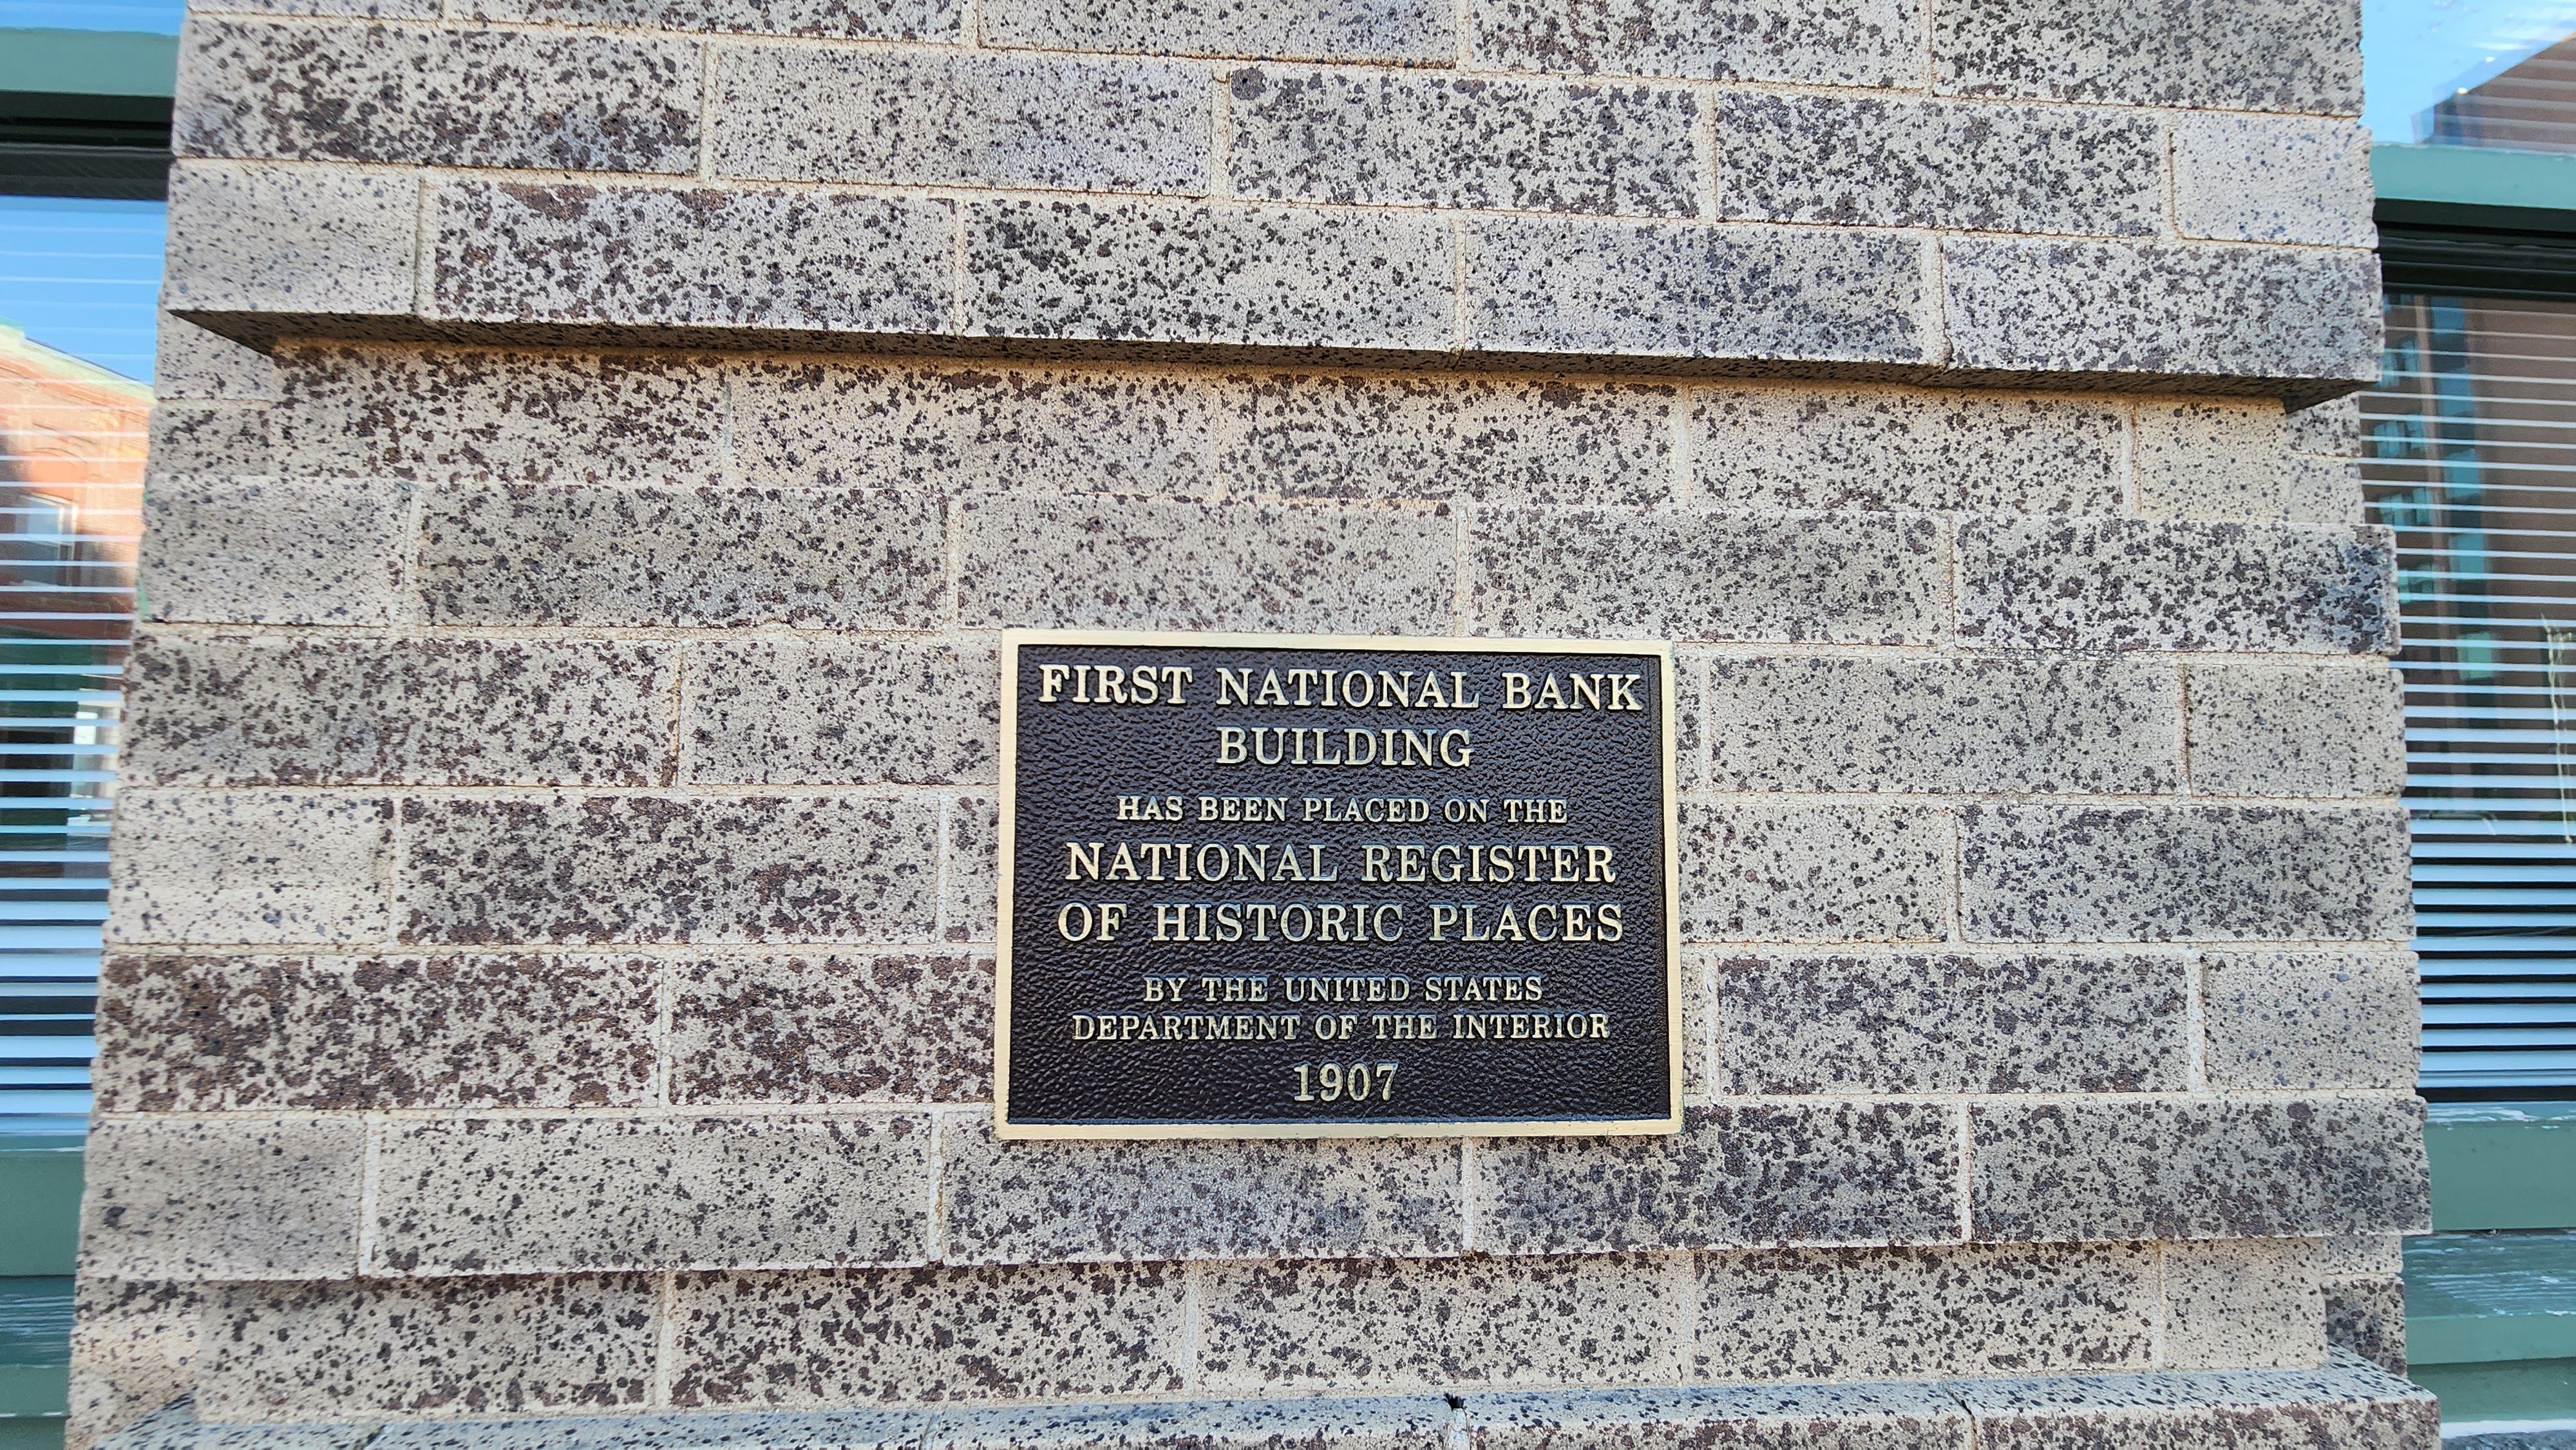 FIRST NATIONAL BANK
BUILDING
HAS BEEN PLACED ON THE
NATIONAL REGISTER
OF HISTORIC PLACES
BY THE UNITED STATES
DEPARTMENT OF THE INTERIOR
1907